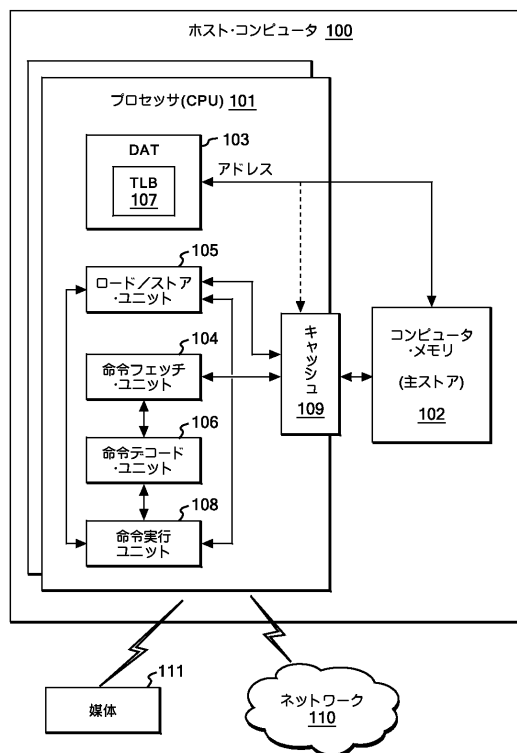 ホスト・コンピュータ 100
プロセッサ(CPU) 101
103
DAT
TLB
107
アドレス
105
ロード／ストア
・ユニット
104
命令フェッチ
・ユニット
106
命令デコード
・ユニット
108
命令実行
ユニット
キャッシュ
109
コンピュータ
・メモリ
(主ストア)
102
111
媒体
ネットワーク
110